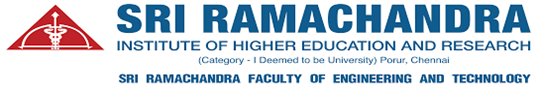 SRI RAMACHANDRA
INSTITUTE OF HIGHER EDUCATION AND RESEARCH
(Category - I Deemed to be University) Porur, Chennai
SRI RAMACHANDRA FACULTY OF ENGINEERING AND TECHNOLOGY